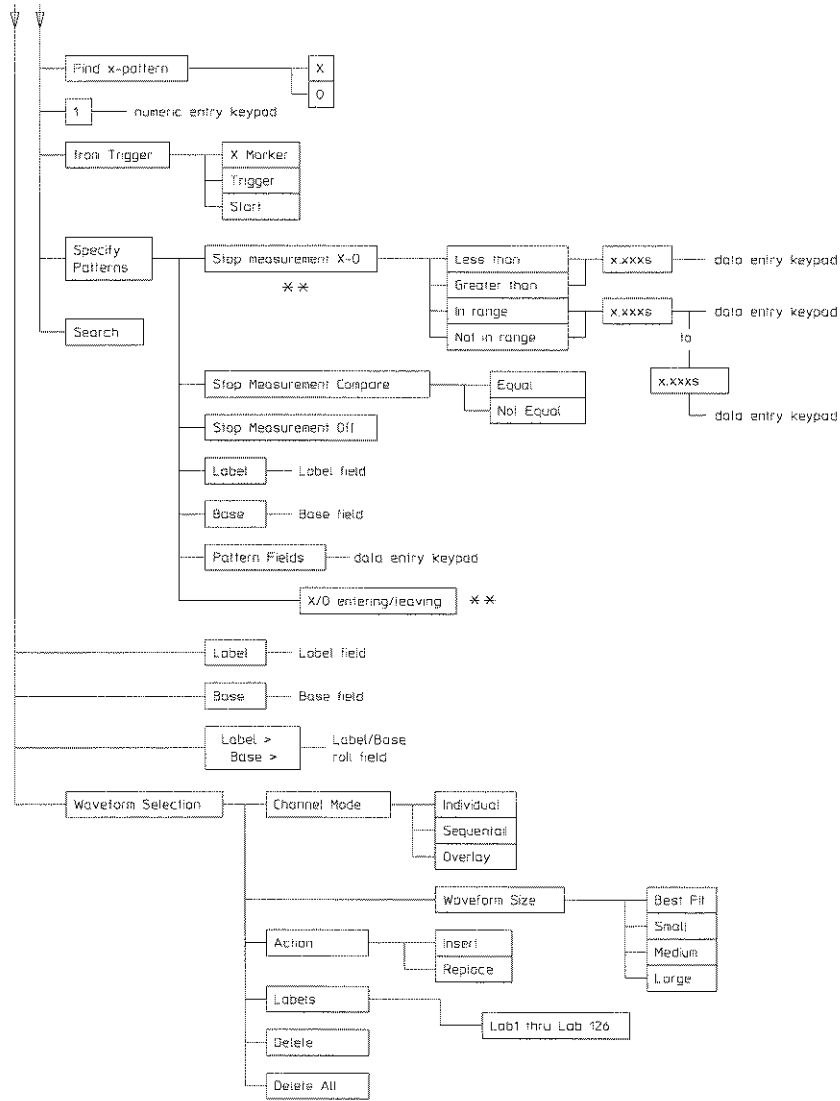 Find x-pattern
X
O
1
numeric entry keypad
from Trigger
X Marker
Trigger
Start
Specify
Patterns
Stop measurement X-O
**
Less than
Greater than
In range
Not in range
x.xxxs
data entry keypad
x.xxxs
data entry keypad
to
x.xxxs
data entry keypad
Search
Stop Measurement Compare
Equal
Not Equal
Stop Measurement Off
Label
Label field
Base
Base field
Pattern Fields
data entry keypad
X/O entering/leaving
**
Label
Label field
Base
Base field
Label >
Base >
Label/Base
roll field
Waveform Selection
Channel Mode
Individual
Sequentail
Overlay
Waveform Size
Best Fit
Small
Medium
Large
Action
Insert
Replace
Labels
Lab1 thru Lab 126
Delete
Delete All